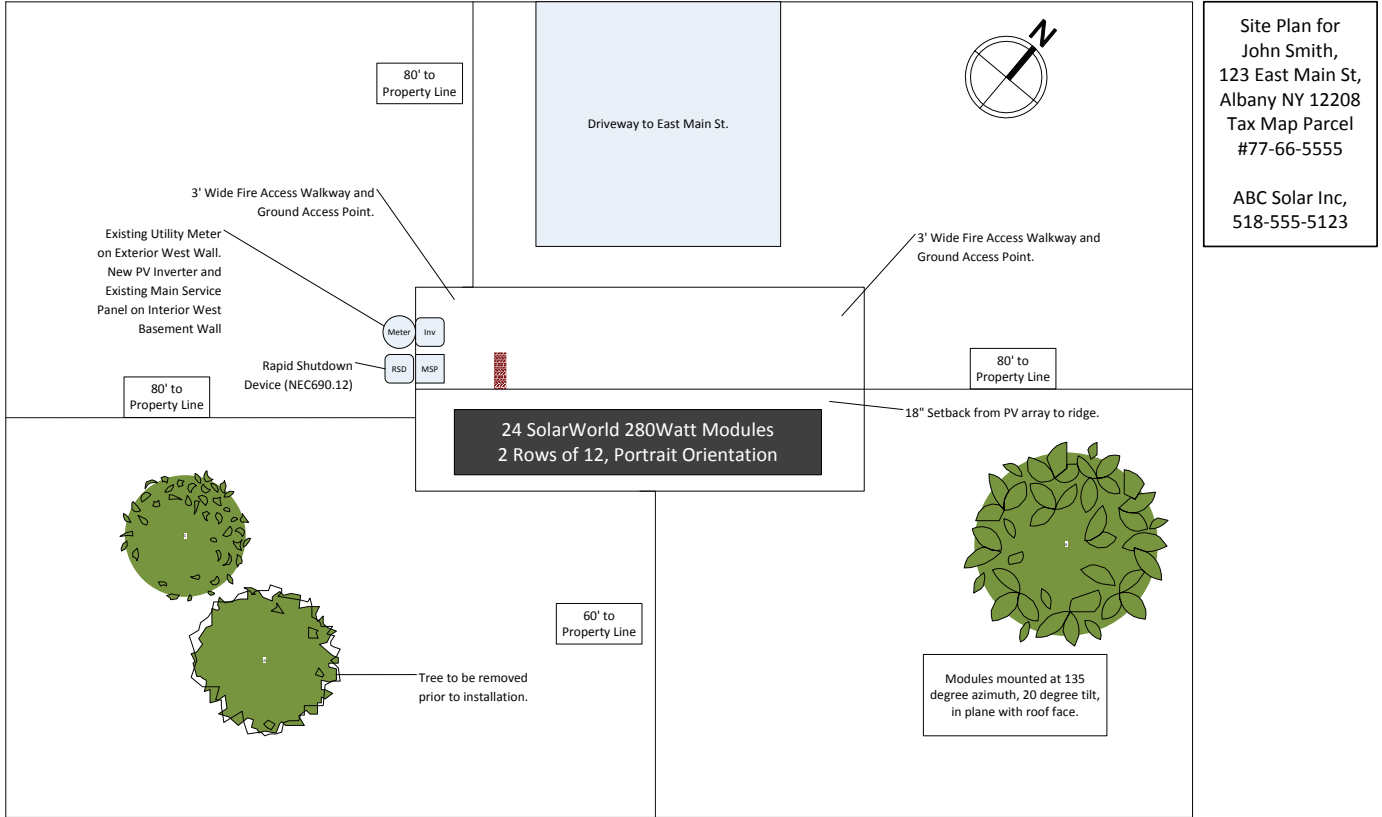 80' to
Property Line
Driveway to East Main St.
N
Site Plan for
John Smith,
123 East Main St,
Albany NY 12208
Tax Map Parcel
#77-66-5555
ABC Solar Inc,
518-555-5123
3' Wide Fire Access Walkway and
Ground Access Point.
Existing Utility Meter
on Exterior West Wall.
New PV Inverter and
Existing Main Service
Panel on Interior West
Basement Wall
3' Wide Fire Access Walkway and
Ground Access Point.
Meter
Inv
Rapid Shutdown
Device (NEC690.12)
RSD
MSP
80' to
Property Line
80' to
Property Line
18" Setback from PV array to ridge.
24 SolarWorld 280Watt Modules
2 Rows of 12, Portrait Orientation
60' to
Property Line
Tree to be removed
prior to installation.
Modules mounted at 135
degree azimuth, 20 degree tilt,
in plane with roof face.